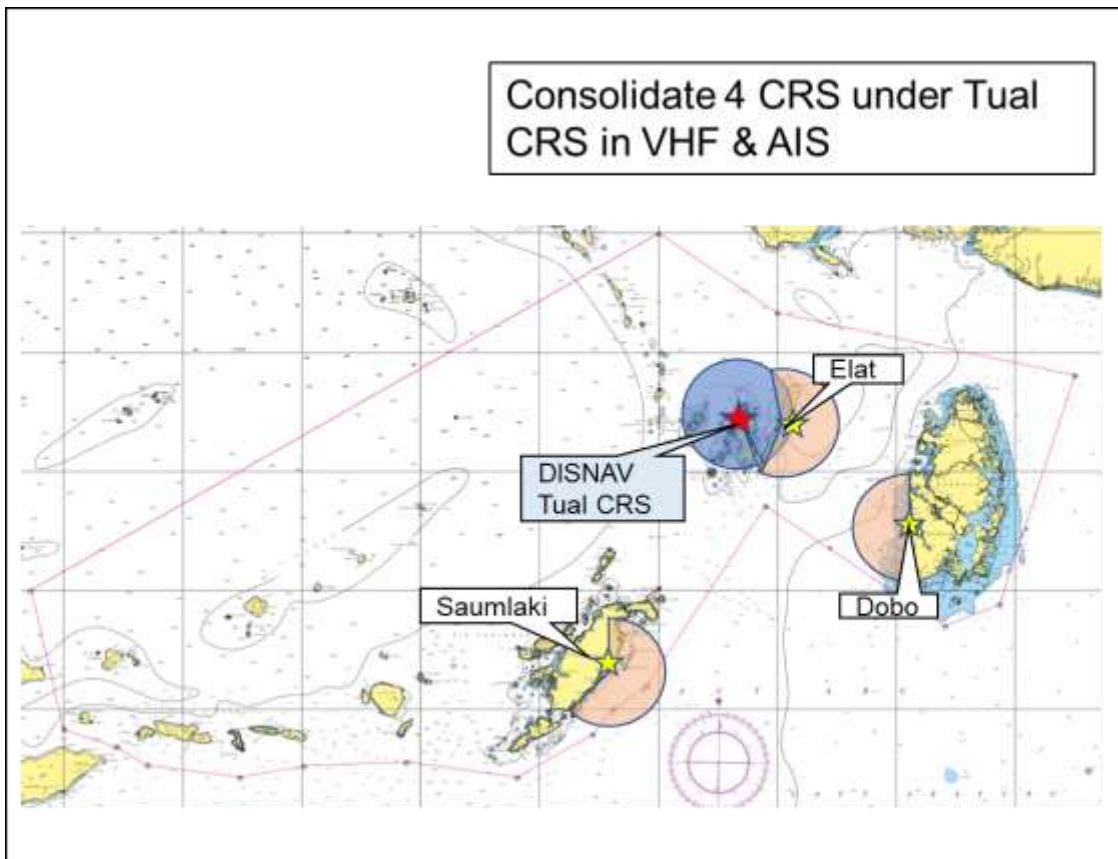 Consolidate 4 CRS under Tual
CRS in VHF & AIS
Elat
DISNAV
Tual CRS
Saumlaki
Dobo